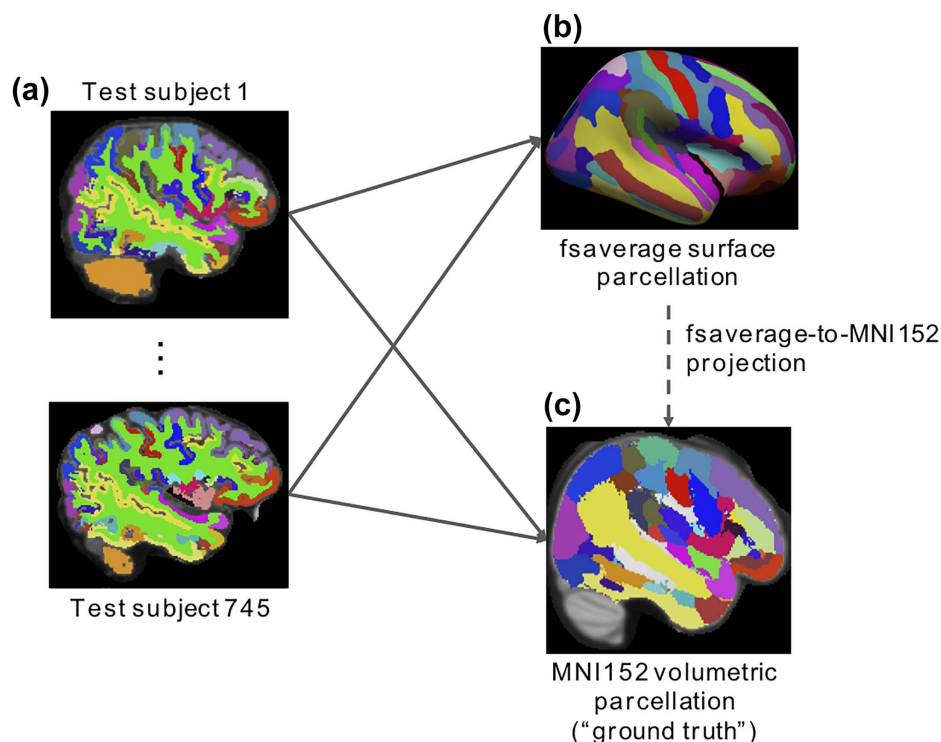 (a)
Test subject 1
⋮
Test subject 745
(b)
fsaverage surface
parcellation
fsaverage-to-MNI152
projection
(c)
MNI152 volumetric
parcellation
(“ground truth”)